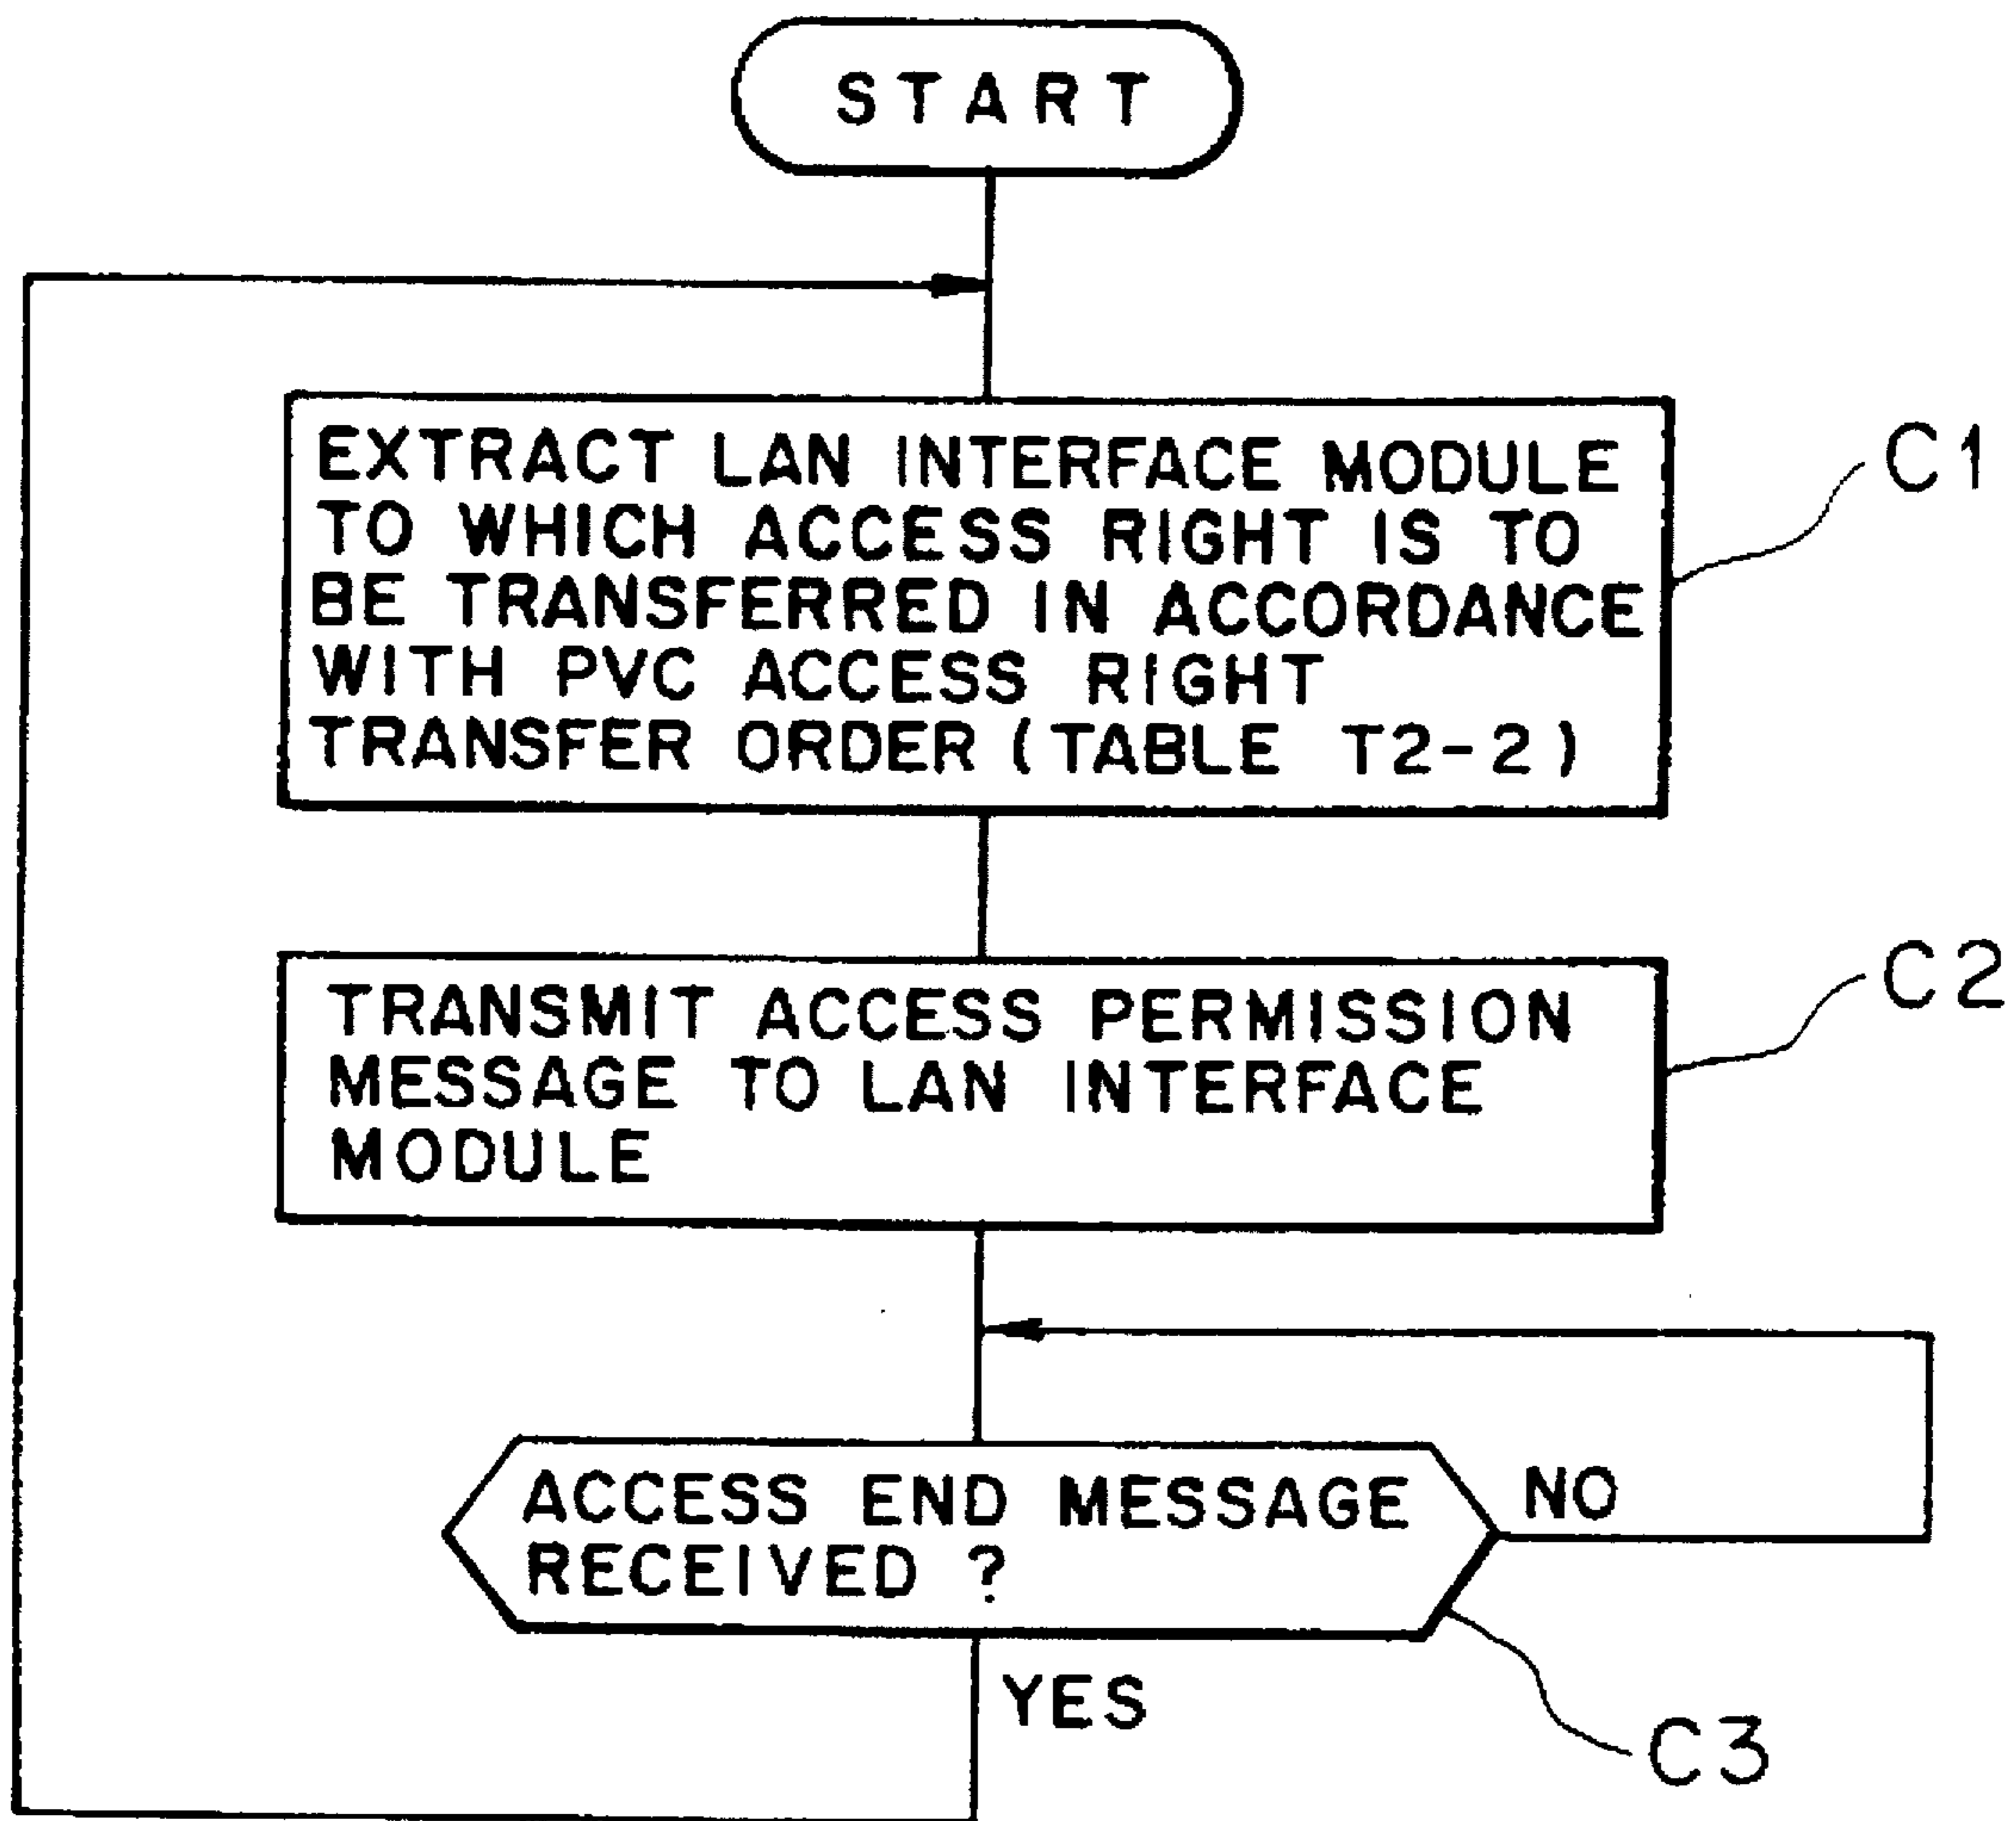 START
EXTRACT LAN INTERFACE MODULE
TO WHICH ACCESS RIGHT IS TO
BE TRANSFERRED IN ACCORDANCE
WITH PVC ACCESS RIGHT
TRANSFER ORDER (TABLE T2-2)
C1
TRANSMIT ACCESS PERMISSION
MESSAGE TO LAN INTERFACE
MODULE
C2
ACCESS END MESSAGE
RECEIVED ?
NO
YES
C3